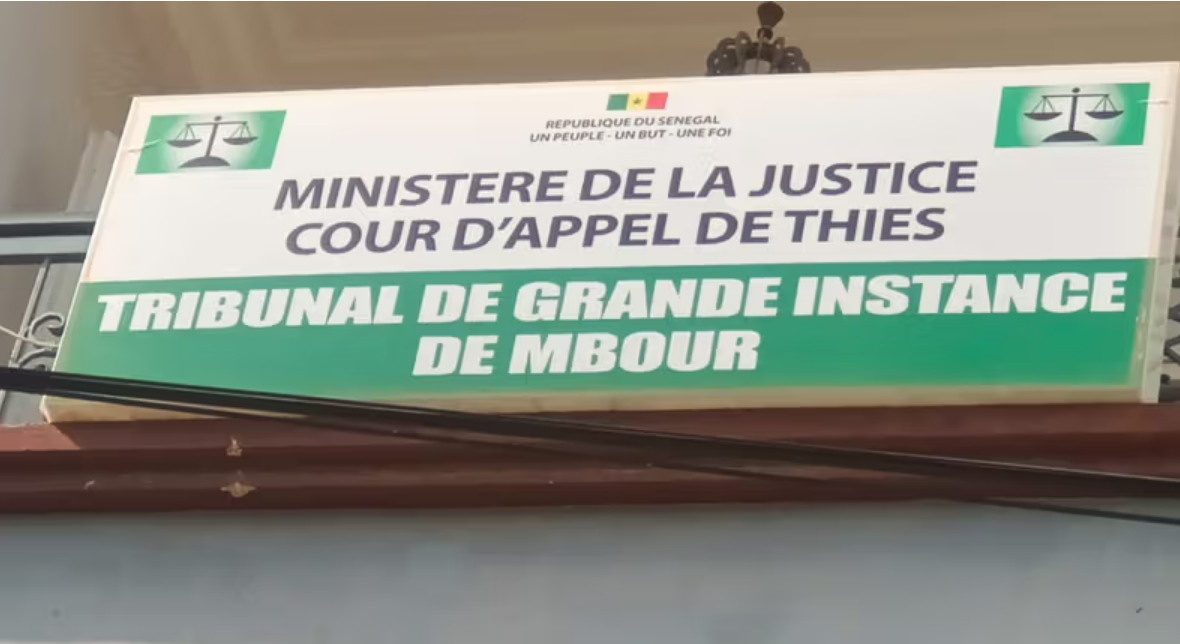 REPUBLIQUE DU SENEGAL
UN PEUPLE - UN BUT - UNE FOI
MINISTERE DE LA JUSTICE
COUR D'APPEL DE THIES
TRIBUNAL DE GRANDE INSTANCE
DE MBOUR